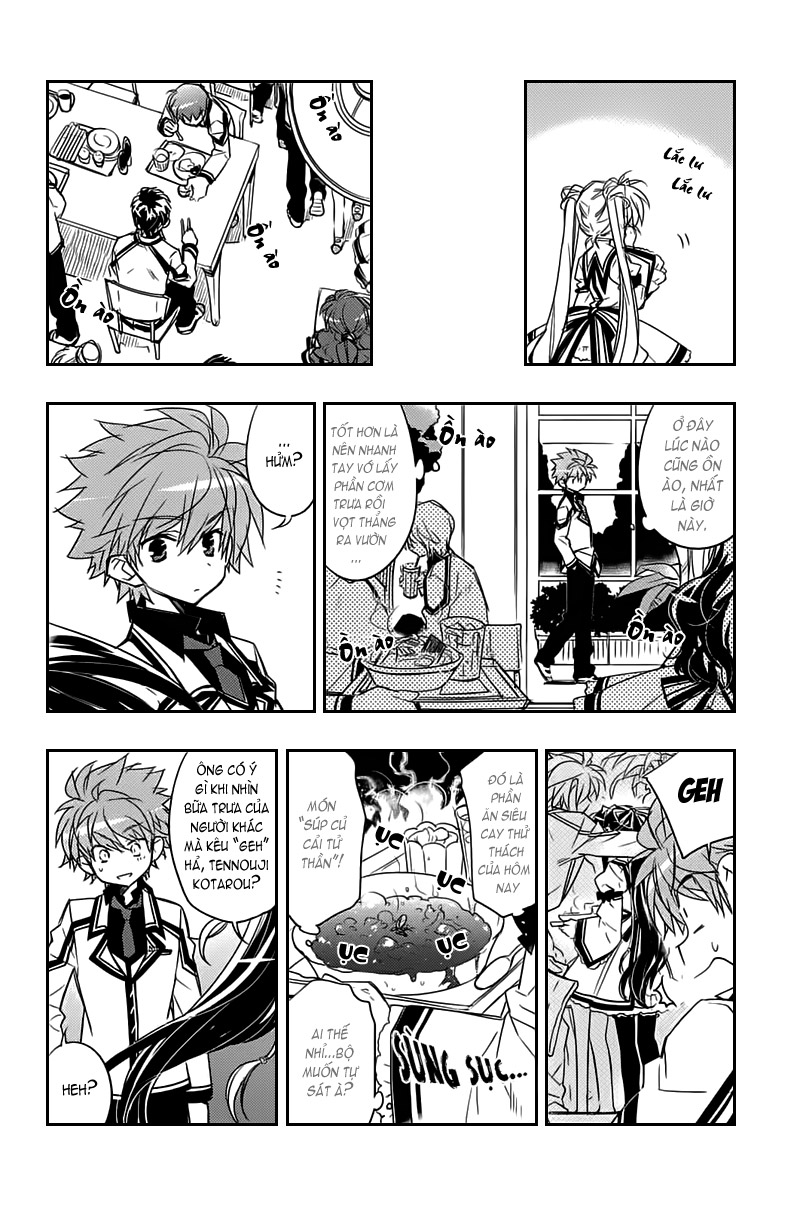 Lắc lư
Lắc lư
Ồn ào
Ồn ào
Ồn ào
Ở ĐÂY
LÚC NÀO
CŨNG ỒN
ÀO, NHẤT
LÀ GIỜ
NÀY.
Ồn ào
Ồn ào
TỐT HƠN LÀ
NÊN NHANH
TAY VỚ LẤY
PHẦN CƠM
TRƯA RỒI
VỌT THẲNG
RA VƯỜN
...
Ồn ào
...
HỬM?
GEH
ĐÓ LÀ
PHẦN
ĂN SIÊU
CAY THỬ
THÁCH
CỦA HÔM
NAY
MÓN
“SÚP CỦ
CẢI TỬ
THẦN”!
ỤC
ỤC
ỤC
ỤC
SÙNG SỤC...
AI THẾ
NHỈ...BỘ
MUỐN TỰ
SÁT À?
ÔNG CÓ Ý
GÌ KHI NHÌN
BỮA TRƯA CỦA
NGƯỜI KHÁC
MÀ KÊU “GEH”
HẢ, TENNOUJI
KOTAROU?
HEH?